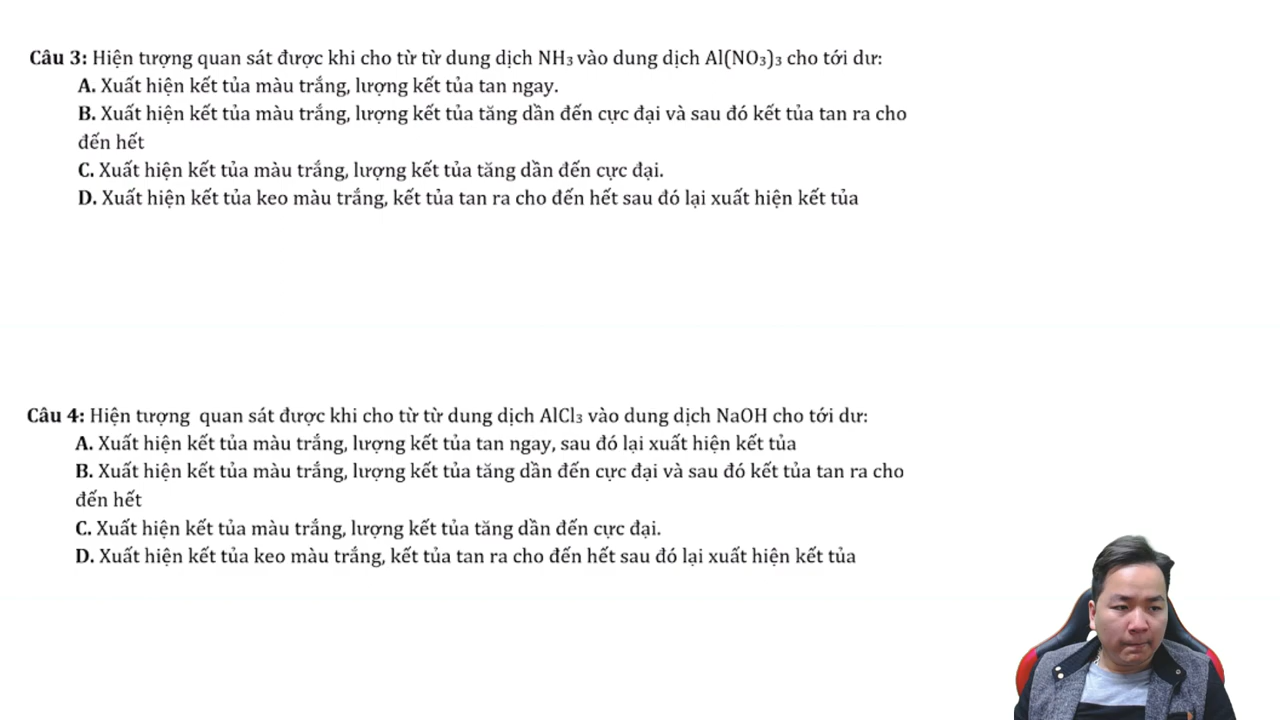 Câu 3: Hiện tượng quan sát được khi cho từ từ dung dịch NH₃ vào dung dịch Al(NO₃)₃ cho tới dư:
A. Xuất hiện kết tủa màu trắng, lượng kết tủa tan ngay.
B. Xuất hiện kết tủa màu trắng, lượng kết tủa tăng dần đến cực đại và sau đó kết tủa tan ra cho
đến hết
C. Xuất hiện kết tủa màu trắng, lượng kết tủa tăng dần đến cực đại.
D. Xuất hiện kết tủa keo màu trắng, kết tủa tan ra cho đến hết sau đó lại xuất hiện kết tủa
Câu 4: Hiện tượng quan sát được khi cho từ từ dung dịch AlCl₃ vào dung dịch NaOH cho tới dư:
A. Xuất hiện kết tủa màu trắng, lượng kết tủa tan ngay, sau đó lại xuất hiện kết tủa
B. Xuất hiện kết tủa màu trắng, lượng kết tủa tăng dần đến cực đại và sau đó kết tủa tan ra cho
đến hết
C. Xuất hiện kết tủa màu trắng, lượng kết tủa tăng dần đến cực đại.
D. Xuất hiện kết tủa keo màu trắng, kết tủa tan ra cho đến hết sau đó lại xuất hiện kết tủa